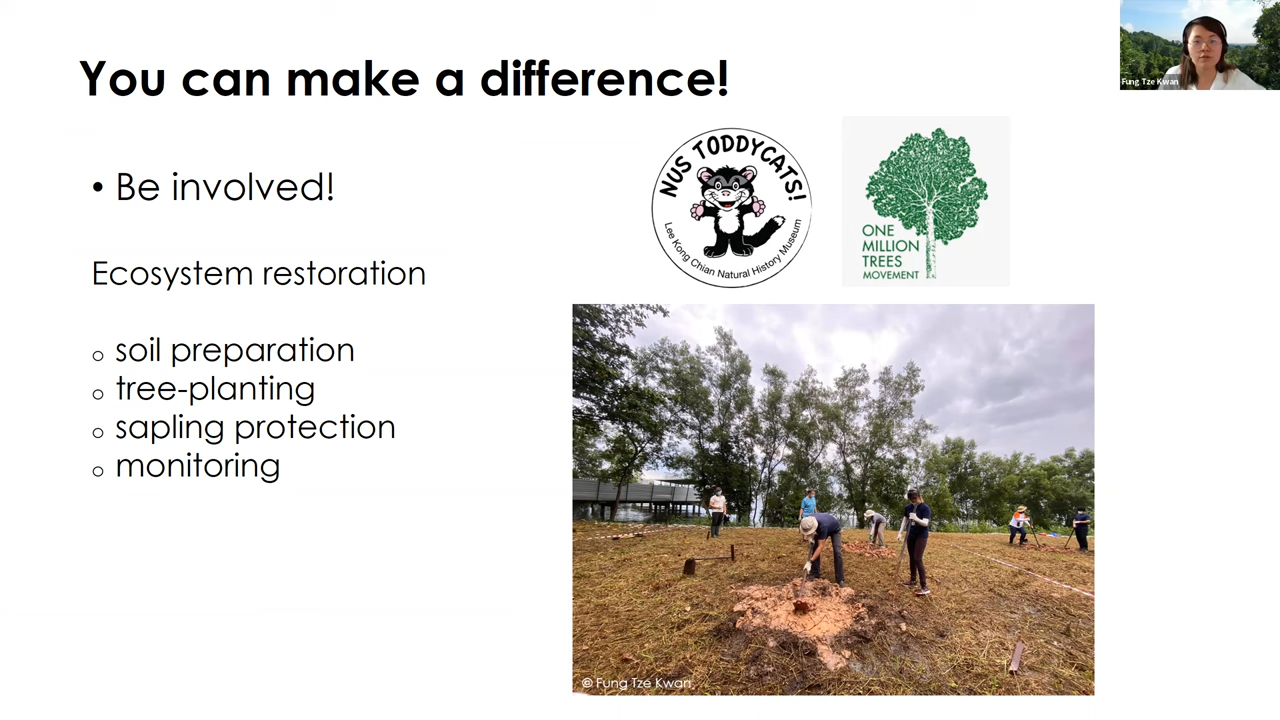 You can make a difference!
Fung Tze Kwan
• Be involved!
Ecosystem restoration
o soil preparation
o tree-planting
o sapling protection
o monitoring
NUS TODDYCATS!
Lee Kong Chian Natural History Museum
ONE
MILLION
TREES
MOVEMENT
@ Fung Tze Kwan